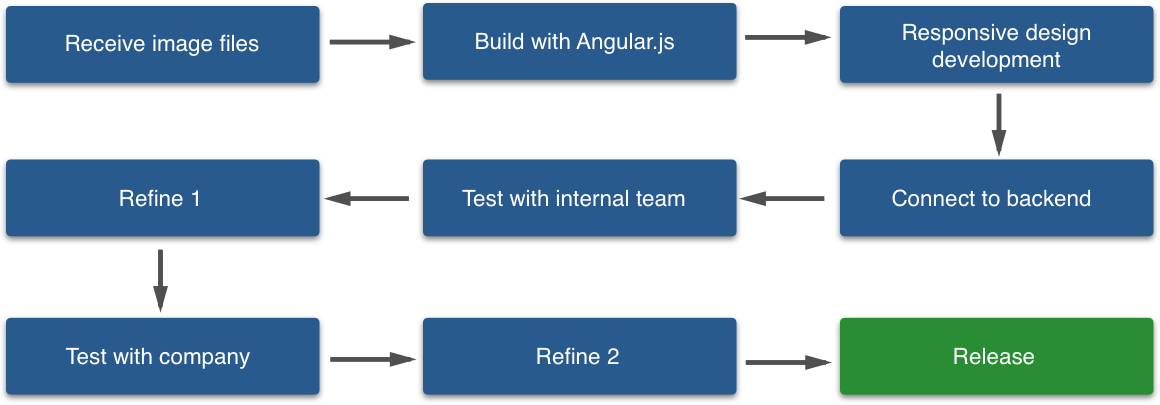 Receive image files
Build with Angular.js
Responsive design
development
Connect to backend
Test with internal team
Refine 1
Test with company
Refine 2
Release